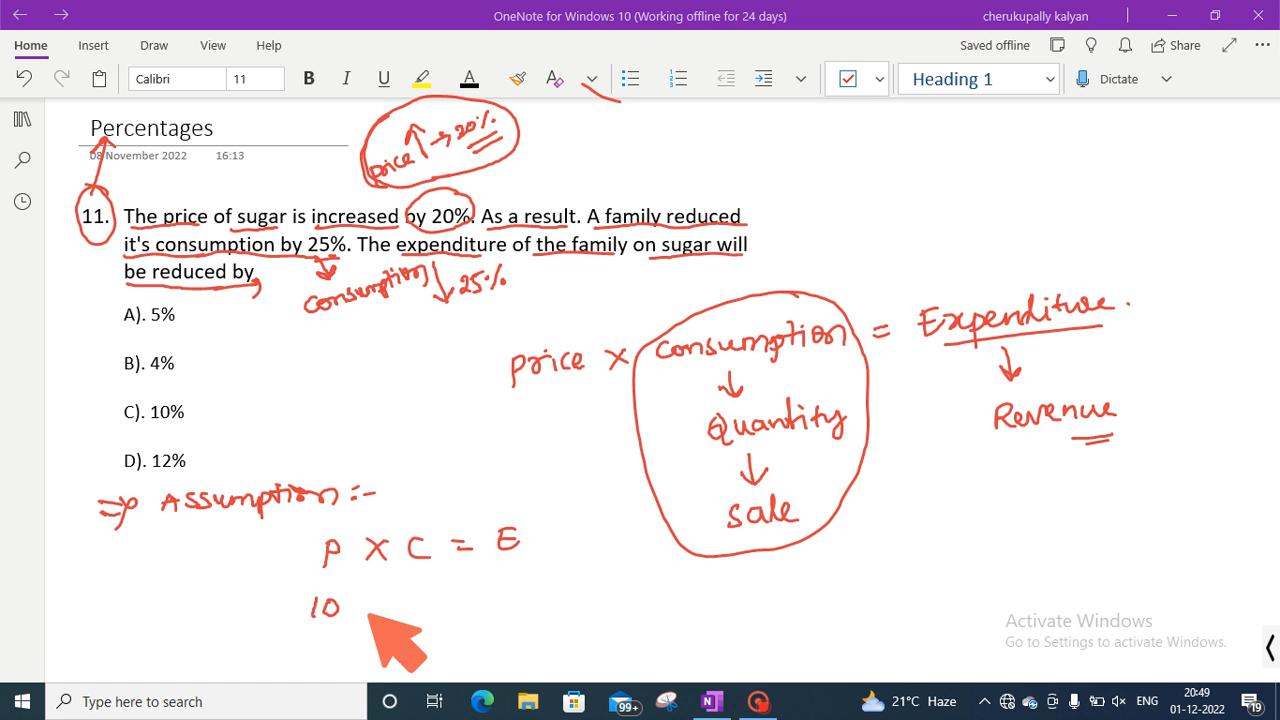 OneNote for Windows 10 (Working offline for 24 days)
cherukupally kalyan
Home Insert Draw View Help
Saved offline
Share
Calibri 11 B I U A A Heading 1 Dictate
Percentages
08 November 2022 16:13
price → 20%
11. The price of sugar is increased by 20%. As a result. A family reduced
it's consumption by 25%. The expenditure of the family on sugar will
be reduced by
Consumption 25%
A). 5%
B). 4%
C). 10%
D). 12%
price X Consumption = Expenditure.
Quantity
Revenue
Sale
⇒ Assumption :-
P X C = E
10
Activate Windows
Go to Settings to activate Windows.
Type here to search
99+
N
21°C Haze
ENG
20:49
01-12-2022
19